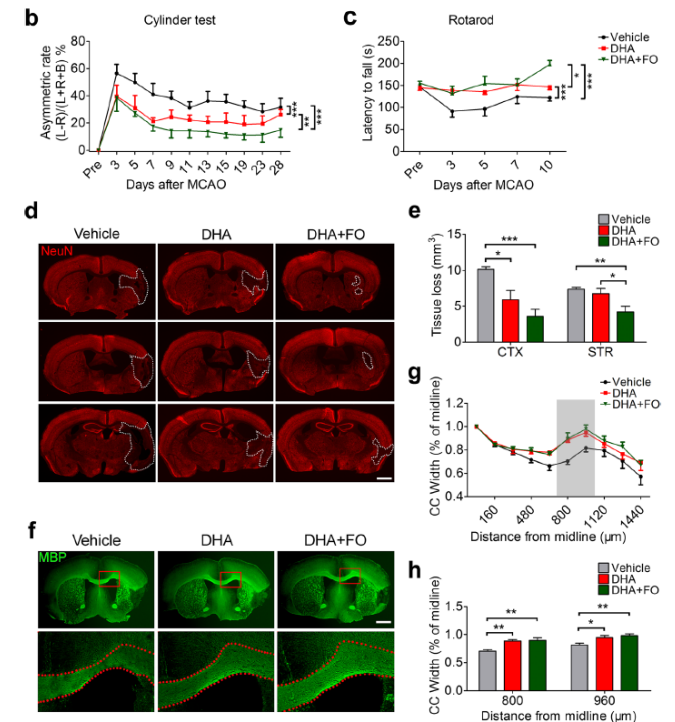 b
Cylinder test
Asymmetric rate
(L-R)/(L+R+B) %
80
60
40
20
0
Pre 3 5 7 9 11 13 15 19 23 28
Days after MCAO
**
**
***
c
Rotarod
Vehicle
DHA
DHA+FO
Latency to fall (s)
250
200
150
100
50
0
Pre 3 5 7 10
Days after MCAO
***
*
***
d
Vehicle DHA DHA+FO
NeuN
e
Vehicle
DHA
DHA+FO
Tissue loss (mm³)
15
10
5
0
***
*
**
*
CTX STR
g
Vehicle
DHA
DHA+FO
CC Width (% of midline)
1.2
1.0
0.8
0.6
0.4
160 480 800 1120 1440
Distance from midline (µm)
f
Vehicle DHA DHA+FO
MBP
h
Vehicle
DHA
DHA+FO
CC Width (% of midline)
1.5
1.0
0.5
0.0
**
**
**
*
800 960
Distance from midline (µm)